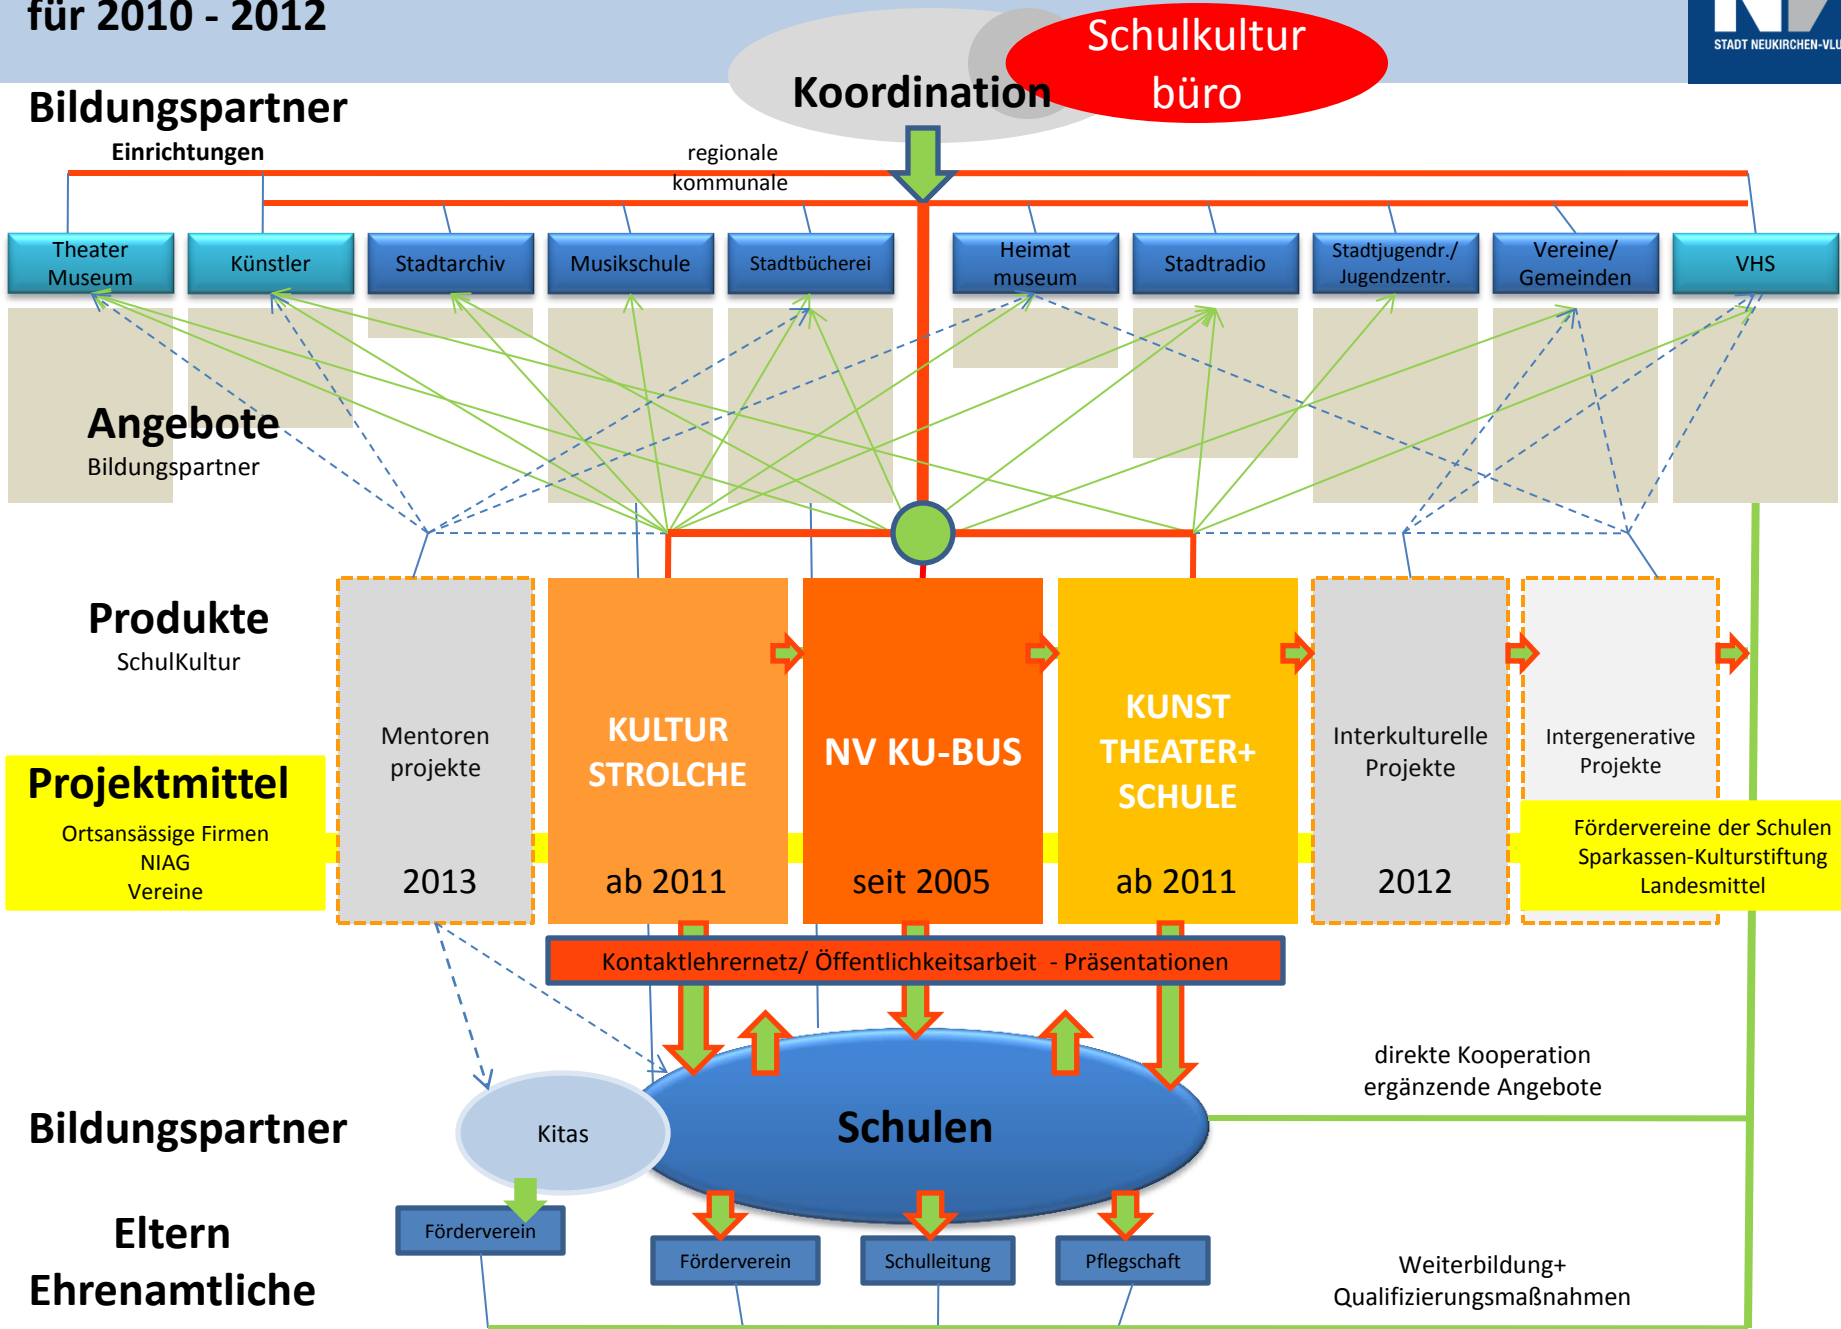 für 2010 - 2012
STADT NEUKIRCHEN-VLU
Schulkultur
büro
Koordination
Bildungspartner
Einrichtungen
regionale
kommunale
Theater
Museum
Künstler
Stadtarchiv
Musikschule
Stadtbücherei
Heimat
museum
Stadtradio
Stadtjugendr./
Jugendzentr.
Vereine/
Gemeinden
VHS
Angebote
Bildungspartner
Produkte
SchulKultur
Mentoren
projekte
2013
KULTUR
STROLCHE
ab 2011
NV KU-BUS
seit 2005
KUNST
THEATER+
SCHULE
ab 2011
Interkulturelle
Projekte
2012
Intergenerative
Projekte
Projektmittel
Ortsansässige Firmen
NIAG
Vereine
Fördervereine der Schulen
Sparkassen-Kulturstiftung
Landesmittel
Kontaktlehrernetz/ Öffentlichkeitsarbeit - Präsentationen
direkte Kooperation
ergänzende Angebote
Bildungspartner
Kitas
Schulen
Eltern
Ehrenamtliche
Förderverein
Förderverein
Schulleitung
Pflegschaft
Weiterbildung+
Qualifizierungsmaßnahmen